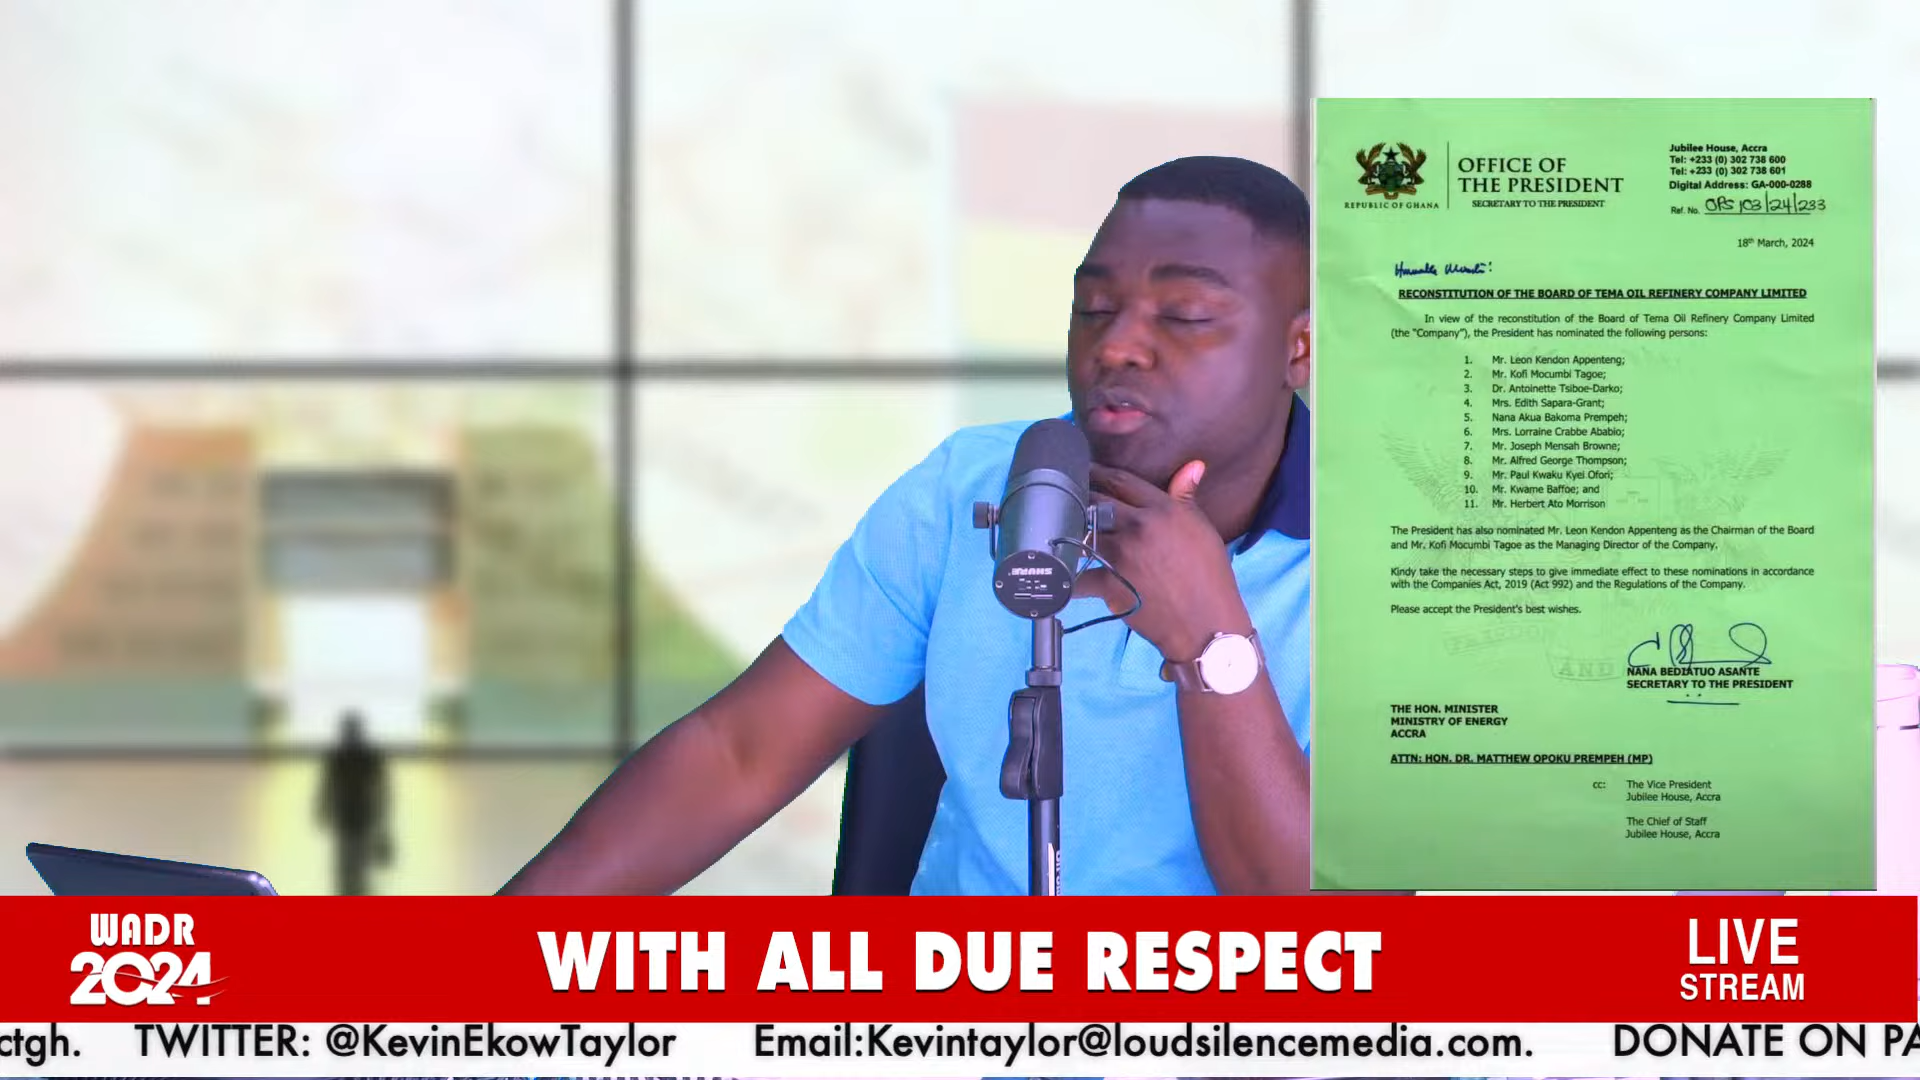 OFFICE OF
THE PRESIDENT
SECRETARY TO THE PRESIDENT
REPUBLIC OF GHANA
Jubilee House, Accra
Tel: +233 (0) 302 738 600
Tel: +233 (0) 302 738 601
Digital Address: GA-000-0288
Ref. No. OPS 103/24/233
18th March, 2024
RECONSTITUTION OF THE BOARD OF TEMA OIL REFINERY COMPANY LIMITED
In view of the reconstitution of the Board of Tema Oil Refinery Company Limited
(the "Company"), the President has nominated the following persons:
1. Mr. Leon Kendon Appenteng;
2. Mr. Kofi Mocumbi Tagoe;
3. Dr. Antoinette Tsiboe-Darko;
4. Mrs. Edith Sapara-Grant;
5. Nana Akua Bakoma Prempeh;
6. Mrs. Lorraine Crabbe Ababio;
7. Mr. Joseph Mensah Browne;
8. Mr. Alfred George Thompson;
9. Mr. Paul Kwaku Kyei Ofori;
10. Mr. Kwame Baffoe; and
11. Mr. Herbert Ato Morrison
The President has also nominated Mr. Leon Kendon Appenteng as the Chairman of the Board
and Mr. Kofi Mocumbi Tagoe as the Managing Director of the Company.
Kindy take the necessary steps to give immediate effect to these nominations in accordance
with the Companies Act, 2019 (Act 992) and the Regulations of the Company.
Please accept the President's best wishes.
NANA BEDIATUO ASANTE
SECRETARY TO THE PRESIDENT
THE HON. MINISTER
MINISTRY OF ENERGY
ACCRA
ATTN: HON. DR. MATTHEW OPOKU PREMPEH (MP)
cc: The Vice President
Jubilee House, Accra
The Chief of Staff
Jubilee House, Accra
SHURE
WADR
2024
WITH ALL DUE RESPECT
LIVE
STREAM
ctgh. TWITTER: @KevinEkowTaylor Email:Kevintaylor@loudsilencemedia.com. DONATE ON PA